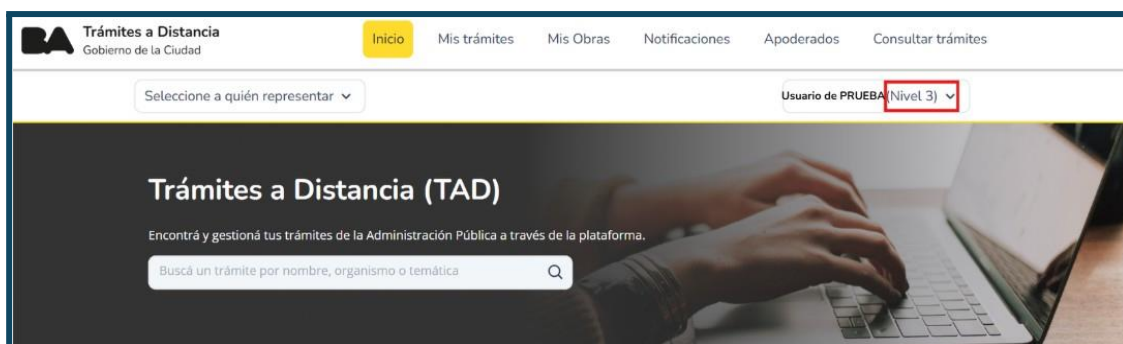 BA
Trámites a Distancia
Gobierno de la Ciudad
Inicio Mis trámites Mis Obras Notificaciones Apoderados Consultar trámites
Seleccione a quién representar
Usuario de PRUEBA(Nivel 3)
Trámites a Distancia (TAD)
Encontrá y gestioná tus trámites de la Administración Pública a través de la plataforma.
Buscá un trámite por nombre, organismo o temática